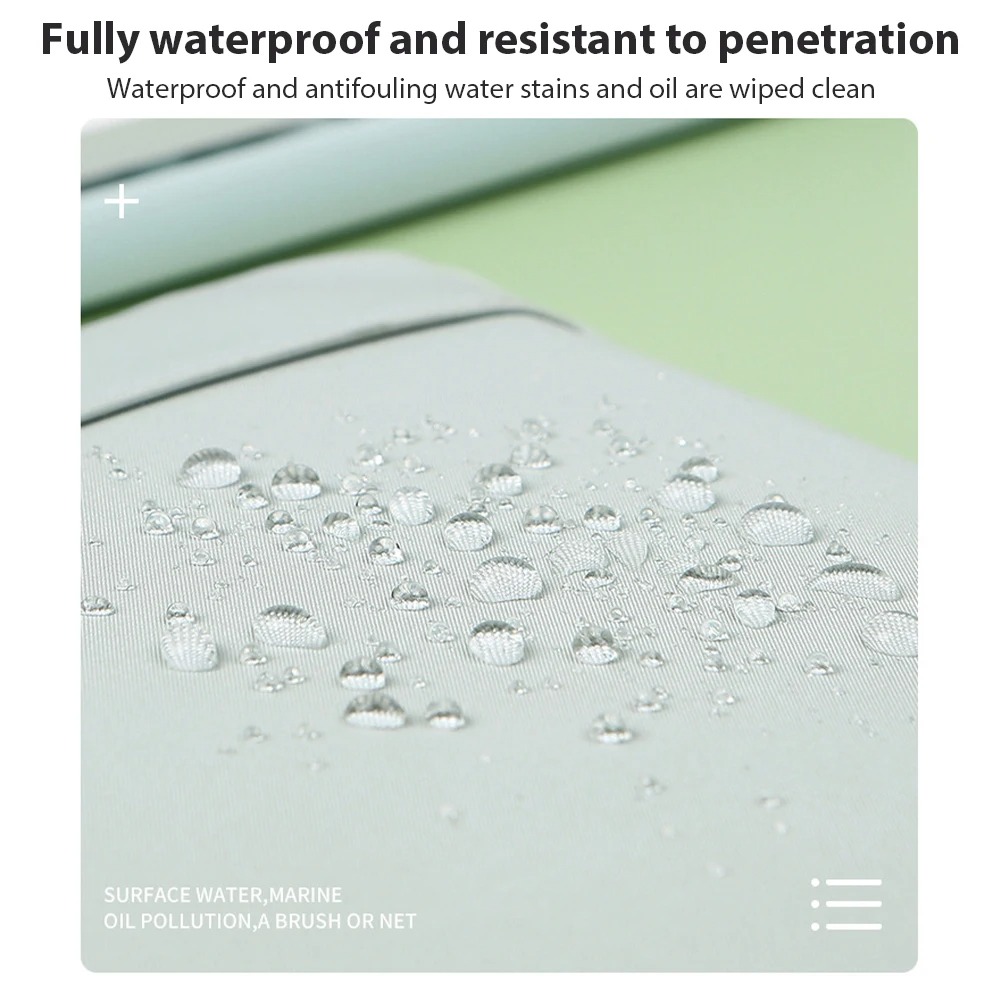 Fully waterproof and resistant to penetration
Waterproof and antifouling water stains and oil are wiped clean
SURFACE WATER,MARINE
OIL POLLUTION,A BRUSH OR NET